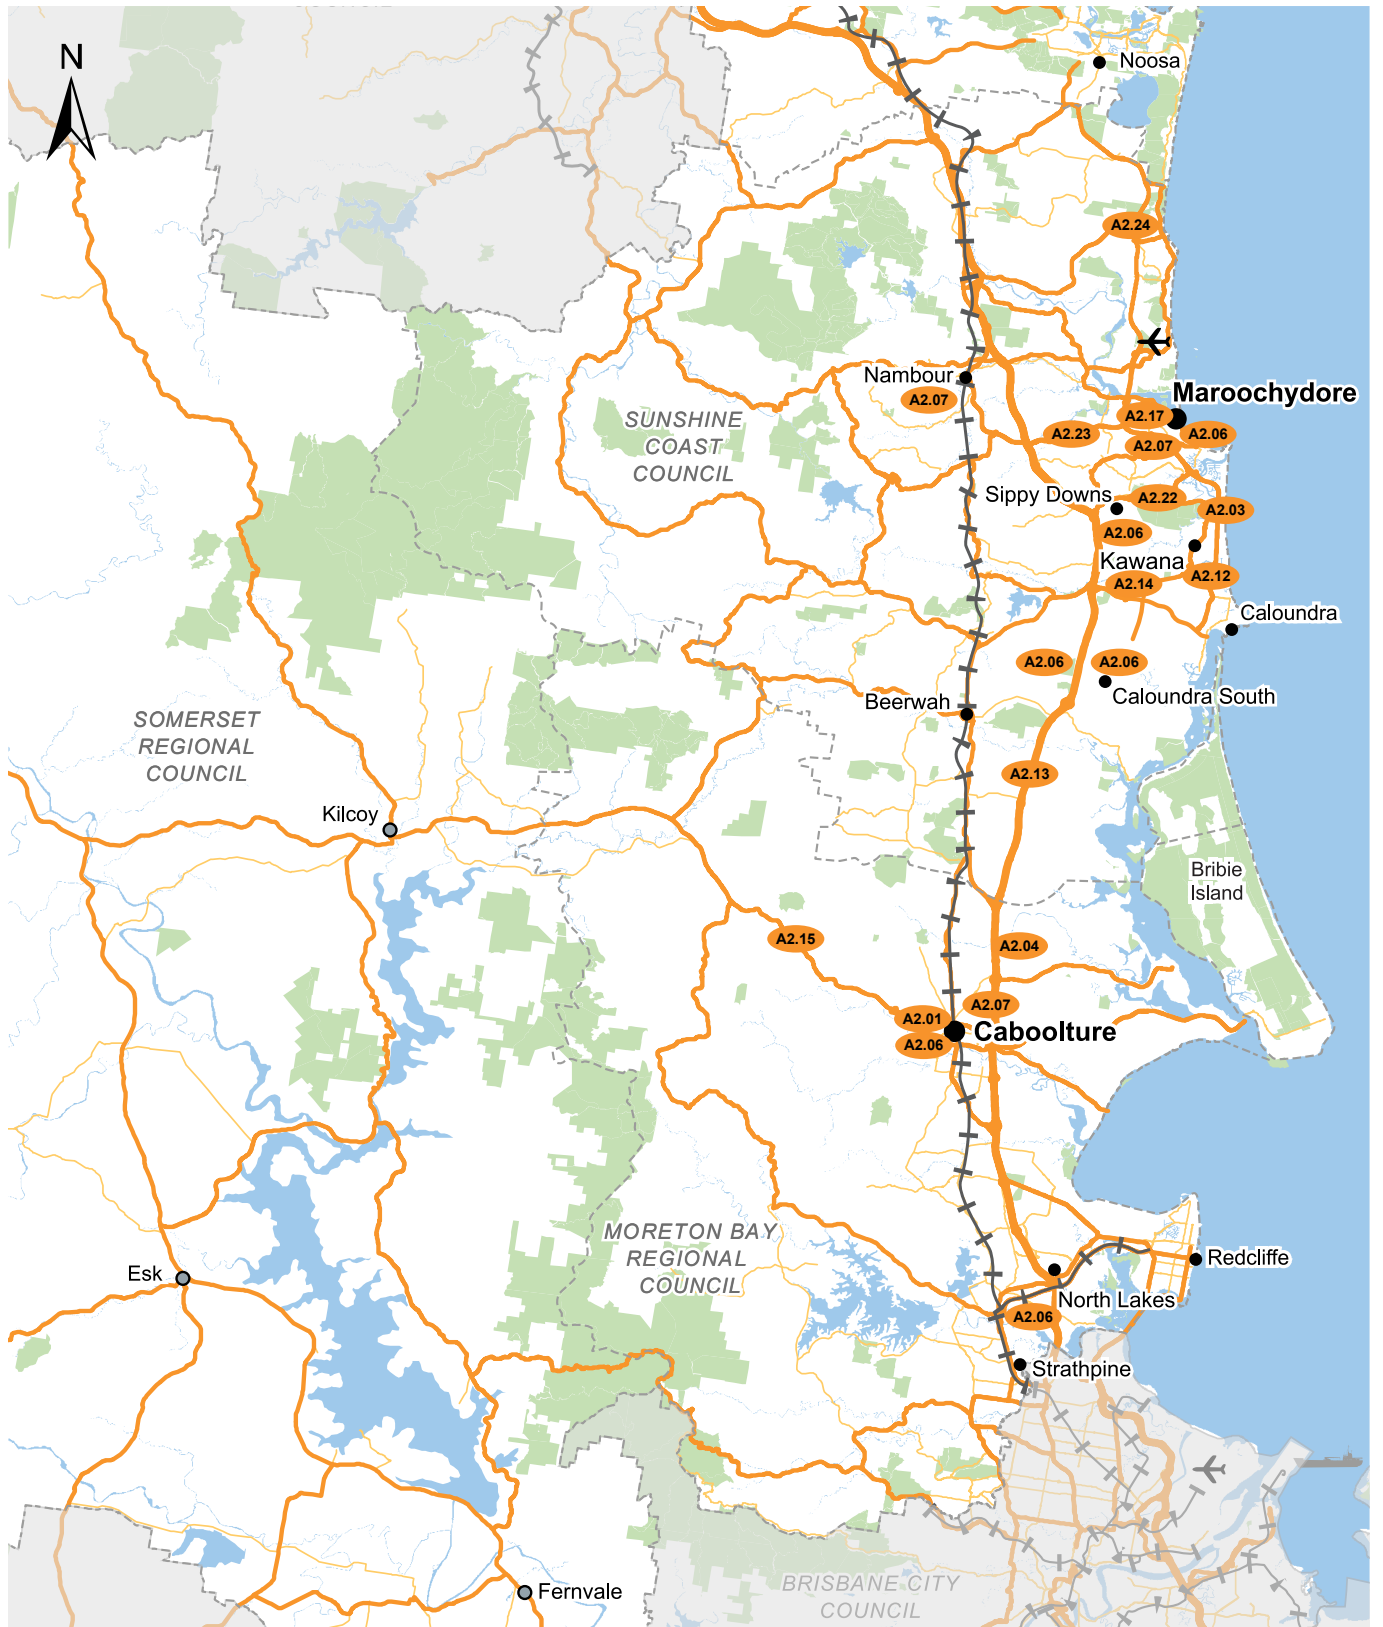 COUNCIL
N
Noosa
A2.24
Nambour
A2.07
Maroochydore
A2.17
A2.23
A2.06
A2.07
SUNSHINE
COAST
COUNCIL
Sippy Downs
A2.22
A2.03
A2.06
Kawana
A2.14
A2.12
Caloundra
A2.06
A2.06
Caloundra South
Beerwah
SOMERSET
REGIONAL
COUNCIL
A2.13
Kilcoy
Bribie
Island
A2.15
A2.04
A2.07
A2.01
Caboolture
A2.06
MORETON BAY
REGIONAL
COUNCIL
Redcliffe
Esk
North Lakes
A2.06
Strathpine
BRISBANE CITY
COUNCIL
Fernvale